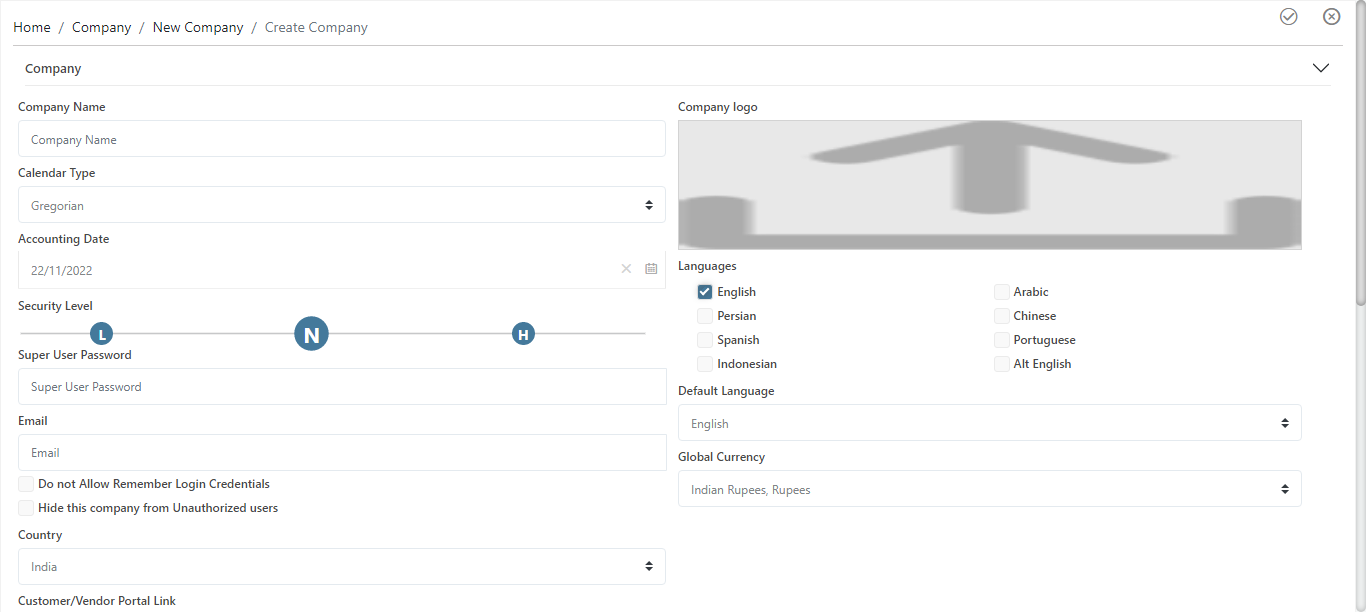 Home / Company / New Company / Create Company
Company
Company Name
Company Name
Calendar Type
Gregorian
Accounting Date
22/11/2022
Security Level
L N H
Super User Password
Super User Password
Email
Email
Do not Allow Remember Login Credentials
Hide this company from Unauthorized users
Country
India
Customer/Vendor Portal Link
Company logo
Languages
English Arabic
Persian Chinese
Spanish Portuguese
Indonesian Alt English
Default Language
English
Global Currency
Indian Rupees, Rupees